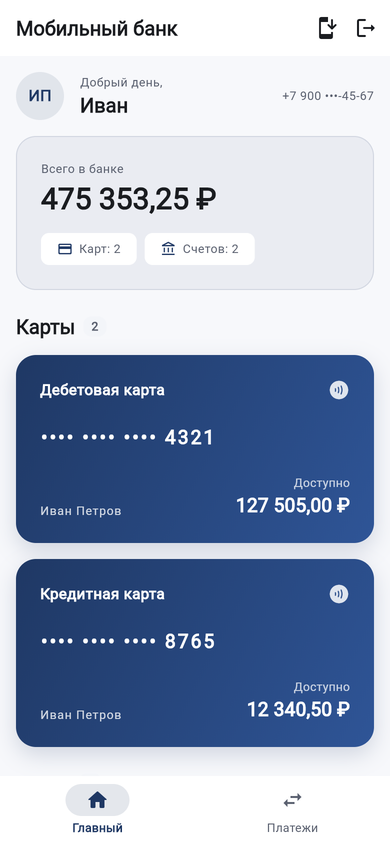 Мобильный банк
ИП
Добрый день,
Иван
+7 900 •••-45-67
Всего в банке
475 353,25 ₽
Карт: 2
Счетов: 2
Карты 2
Дебетовая карта
•••• •••• •••• 4321
Доступно
Иван Петров
127 505,00 ₽
Кредитная карта
•••• •••• •••• 8765
Доступно
Иван Петров
12 340,50 ₽
Главный
Платежи